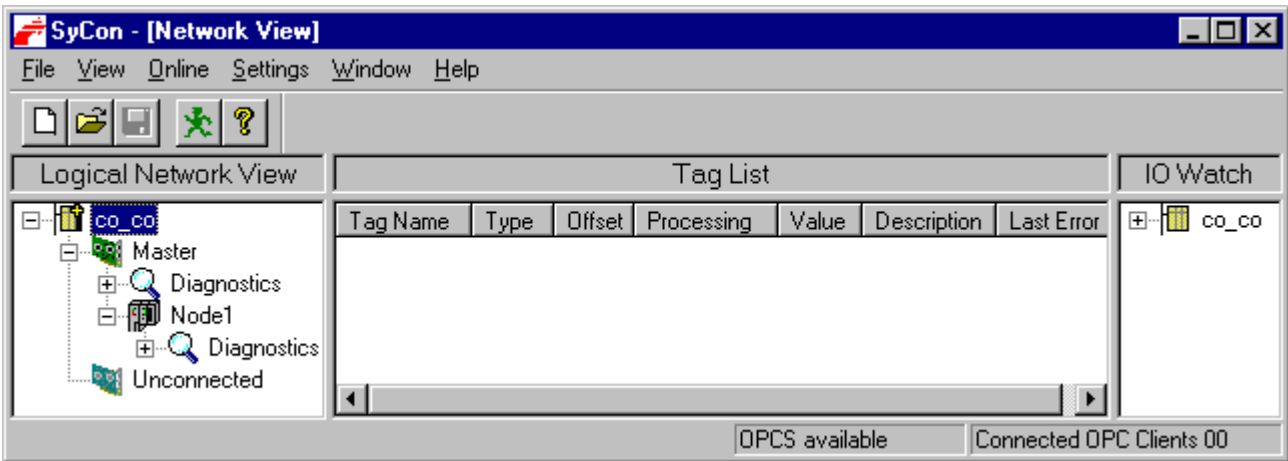 SyCon - [Network View]
File View Online Settings Window Help
Logical Network View Tag List IO Watch
co_co Tag Name Type Offset Processing Value Description Last Error co_co
Master
Diagnostics
Node1
Diagnostics
Unconnected
OPCS available Connected OPC Clients 00